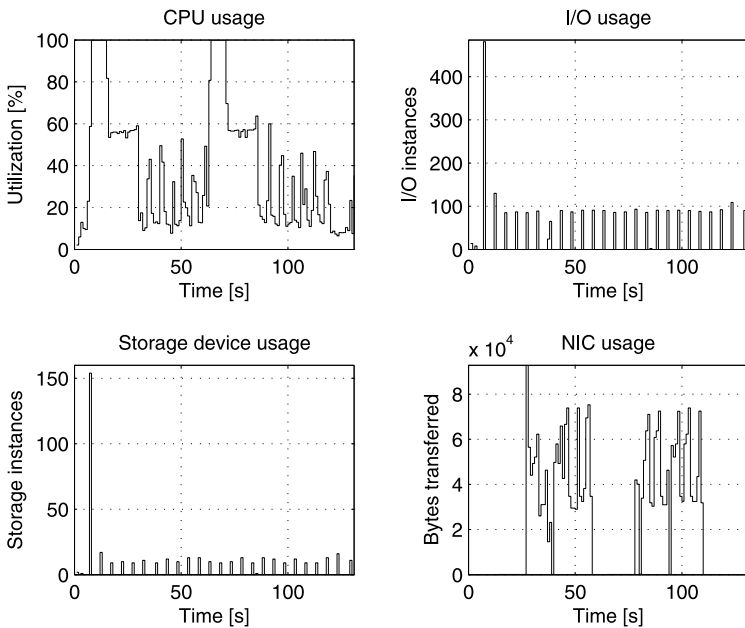 CPU usage
100
80
60
40
20
0
Utilization [%]
0 50 100
Time [s]
I/O usage
400
300
200
100
0
I/O instances
0 50 100
Time [s]
Storage device usage
150
100
50
0
Storage instances
0 50 100
Time [s]
x 10^4
NIC usage
8
6
4
2
0
Bytes transferred
0 50 100
Time [s]